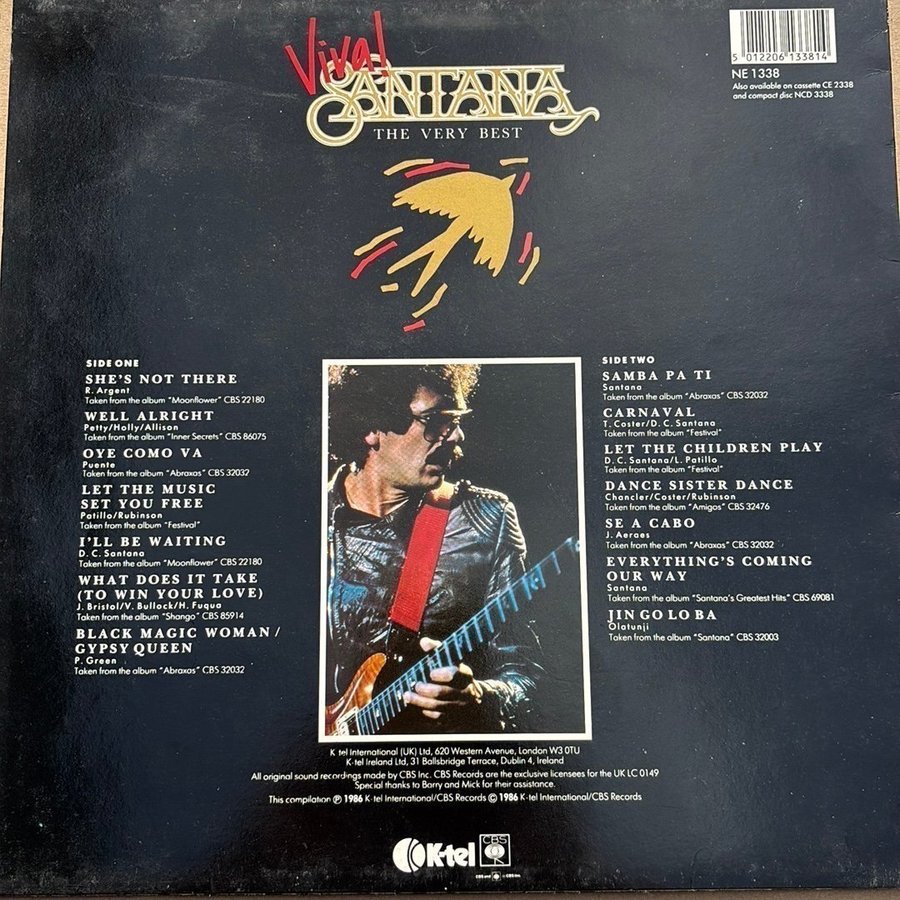 Viva!
SANTANA
THE VERY BEST
5 012206 133814
NE 1338
Also available on cassette CE 2338
and compact disc NCD 3338
SIDE ONE
SHE'S NOT THERE
R. Argent
Taken from the album "Moonflower" CBS 22180
WELL ALRIGHT
Petty/Holly/Allison
Taken from the album "Inner Secrets" CBS 86075
OYE COMO VA
Puente
Taken from the album "Abraxas" CBS 32032
LET THE MUSIC
SET YOU FREE
Patillo/Rubinson
Taken from the album "Festival"
I'LL BE WAITING
D. C. Santana
Taken from the album "Moonflower" CBS 22180
WHAT DOES IT TAKE
(TO WIN YOUR LOVE)
J. Bristol/V. Bullock/H. Fuqua
Taken from the album "Shango" CBS 85914
BLACK MAGIC WOMAN /
GYPSY QUEEN
P. Green
Taken from the album "Abraxas" CBS 32032
SIDE TWO
SAMBA PA TI
Santana
Taken from the album "Abraxas" CBS 32032
CARNAVAL
T. Coster/D. C. Santana
Taken from the album "Festival"
LET THE CHILDREN PLAY
D. C. Santana/L. Patillo
Taken from the album "Festival"
DANCE SISTER DANCE
Chancler/Coster/Rubinson
Taken from the album "Amigos" CBS 32476
SE A CABO
J. Aeraes
Taken from the album "Abraxas" CBS 32032
EVERYTHING'S COMING
OUR WAY
Santana
Taken from the album "Santana's Greatest Hits" CBS 69081
JIN GO LO BA
Olatunji
Taken from the album "Santana" CBS 32003
K-tel International (UK) Ltd, 620 Western Avenue, London W3 0TU
K-tel Ireland Ltd, 31 Ballsbridge Terrace, Dublin 4, Ireland
All original sound recordings made by CBS Inc. CBS Records are the exclusive licensees for the UK LC 0149
Special thanks to Barry and Mick for their assistance.
This compilation ℗ 1986 K-tel International/CBS Records © 1986 K-tel International/CBS Records
K-tel
CBS